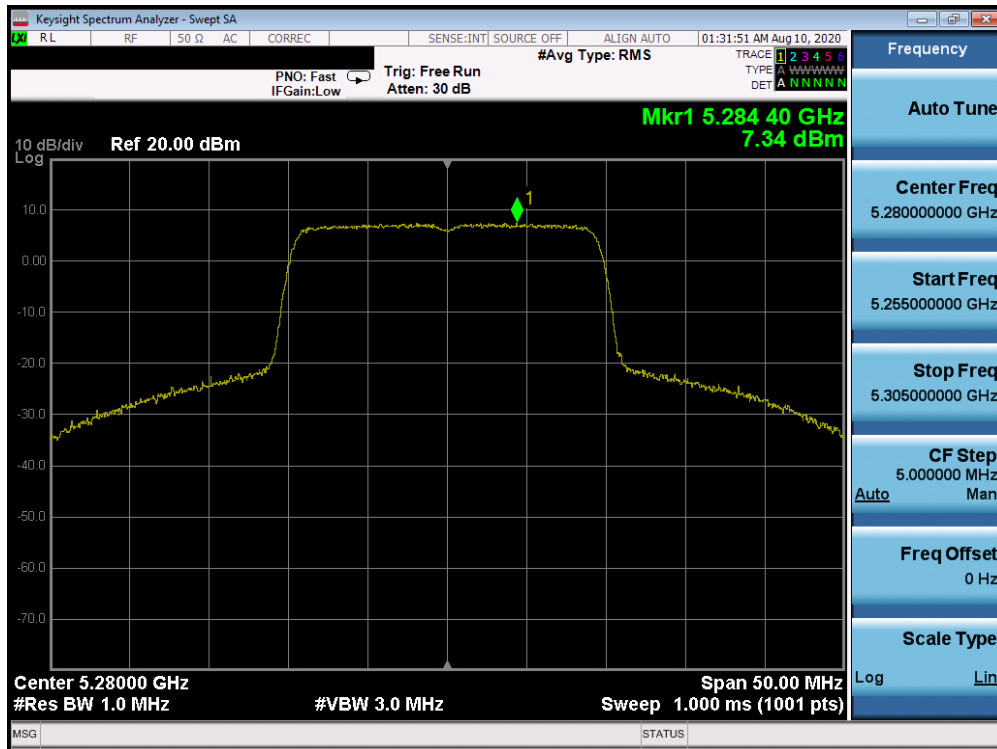 Keysight Spectrum Analyzer - Swept SA
LXI RL RF 50 Ω AC CORREC SENSE:INT SOURCE OFF ALIGN AUTO 01:31:51 AM Aug 10, 2020
#Avg Type: RMS
TRACE 1 2 3 4 5 6
PNO: Fast Trig: Free Run
TYPE A WWWWW
IFGain:Low Atten: 30 dB
DET A N N N N N
Mkr1 5.284 40 GHz
7.34 dBm
10 dB/div Ref 20.00 dBm
Log
1
10.0
0.00
-10.0
-20.0
-30.0
-40.0
-50.0
-60.0
-70.0
Center 5.28000 GHz Span 50.00 MHz
#Res BW 1.0 MHz #VBW 3.0 MHz Sweep 1.000 ms (1001 pts)
MSG STATUS
Frequency
Auto Tune
Center Freq
5.280000000 GHz
Start Freq
5.255000000 GHz
Stop Freq
5.305000000 GHz
CF Step
5.000000 MHz
Auto Man
Freq Offset
0 Hz
Scale Type
Log Lin